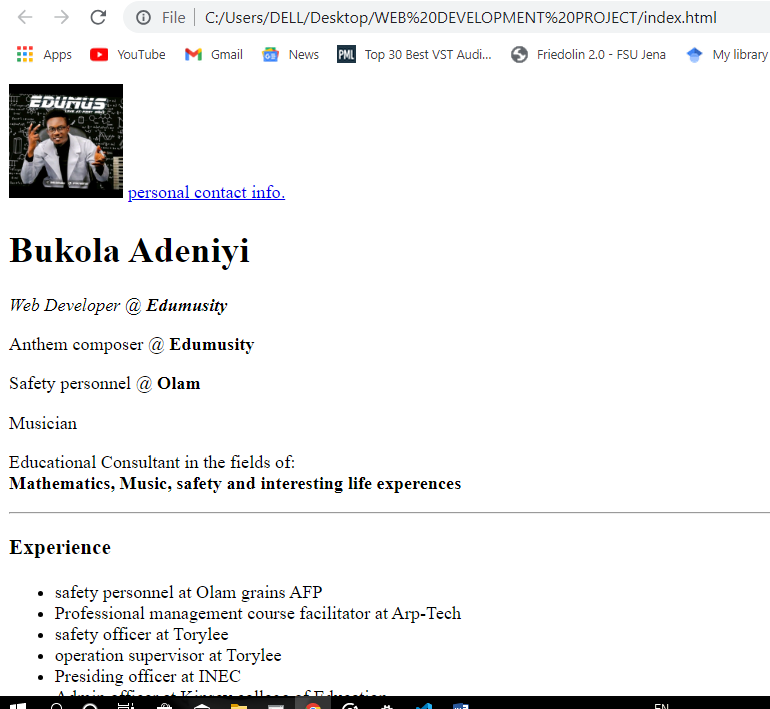 File C:/Users/DELL/Desktop/WEB%20DEVELOPMENT%20PROJECT/index.html
Apps YouTube Gmail News PML Top 30 Best VST Audi... Friedolin 2.0 - FSU Jena My library
EDUMUS
personal contact info.
Bukola Adeniyi
Web Developer @ Edumusity
Anthem composer @ Edumusity
Safety personnel @ Olam
Musician
Educational Consultant in the fields of:
Mathematics, Music, safety and interesting life experences
Experience
safety personnel at Olam grains AFP
Professional management course facilitator at Arp-Tech
safety officer at Torylee
operation supervisor at Torylee
Presiding officer at INEC
EN